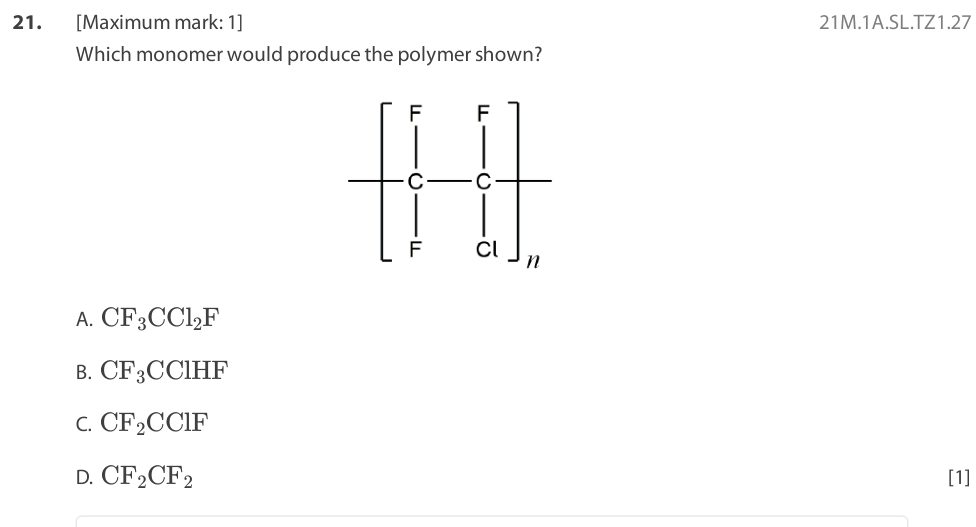 21. [Maximum mark: 1] 21M.1A.SL.TZ1.27
Which monomer would produce the polymer shown?
F F
C C
F Cl
n
A. CF₃CCl₂F
B. CF₃CClHF
C. CF₂CClF
D. CF₂CF₂ [1]